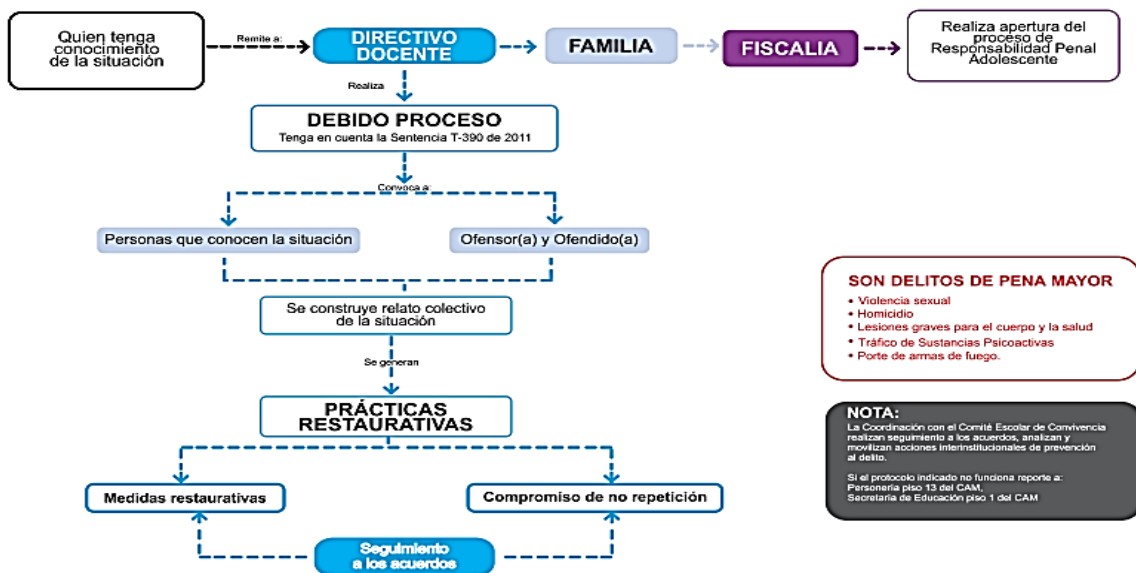 Quien tenga
conocimiento
de la situación
Remite a:
DIRECTIVO
DOCENTE
FAMILIA
FISCALIA
Realiza apertura del
proceso de
Responsabilidad Penal
Adolescente
Realiza
DEBIDO PROCESO
Tenga en cuenta la Sentencia T-390 de 2011
Convoca a:
Personas que conocen la situación
Ofensor(a) y Ofendido(a)
Se construye relato colectivo
de la situación
Se generan
PRÁCTICAS
RESTAURATIVAS
Medidas restaurativas
Compromiso de no repetición
Seguimiento
a los acuerdos
SON DELITOS DE PENA MAYOR
• Violencia sexual
• Homicidio
• Lesiones graves para el cuerpo y la salud
• Tráfico de Sustancias Psicoactivas
• Porte de armas de fuego.
NOTA:
La Coordinación con el Comité Escolar de Convivencia
realizan seguimiento a los acuerdos, analizan y
movilizan acciones interinstitucionales de prevención
al delito.
Si el protocolo indicado no funciona reporte a:
Personería piso 13 del CAM,
Secretaría de Educación piso 1 del CAM